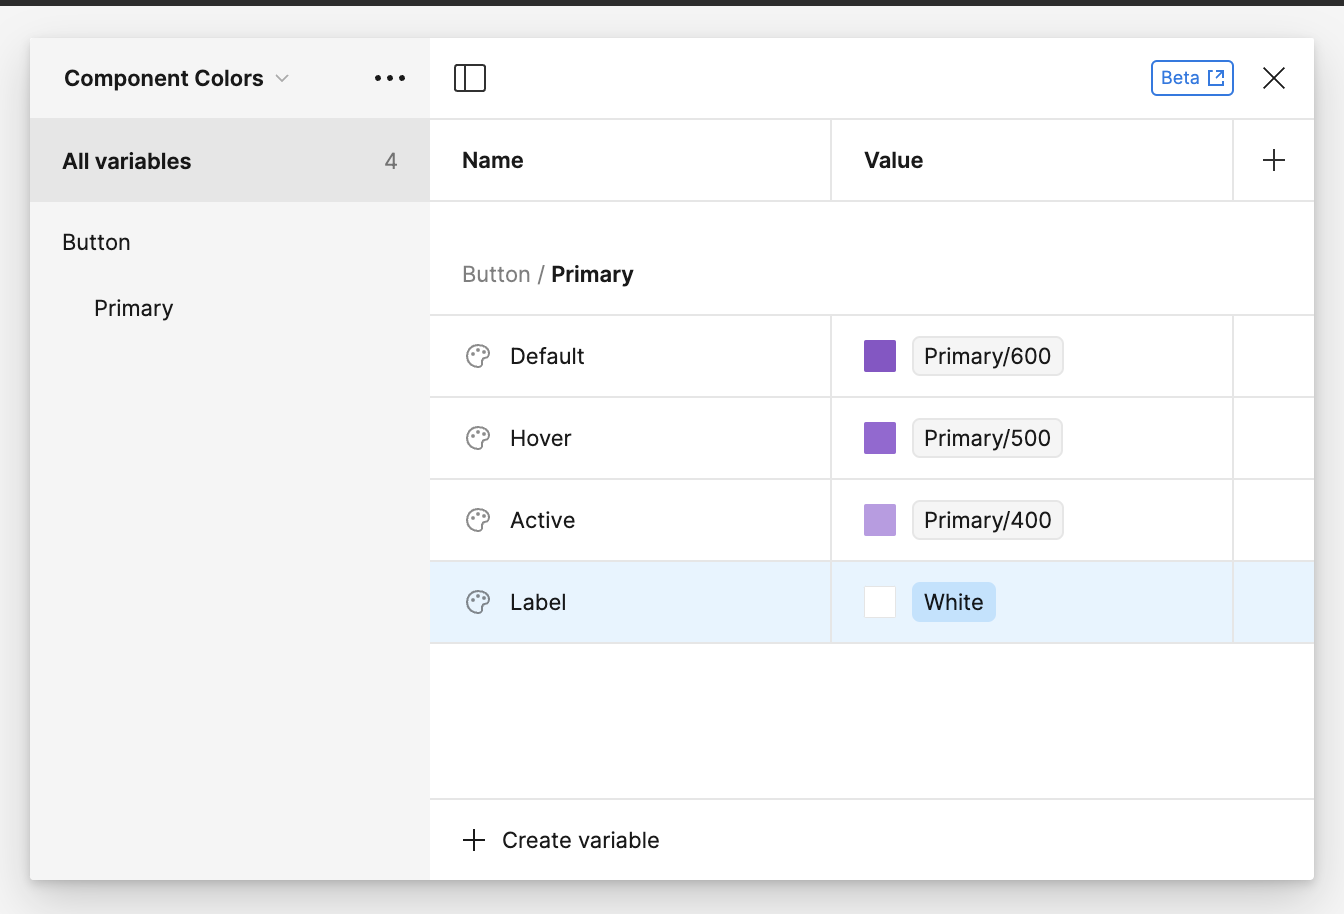 Component Colors
Beta
All variables 4
Name Value
Button
Button / Primary
Primary
Default Primary/600
Hover Primary/500
Active Primary/400
Label White
Create variable